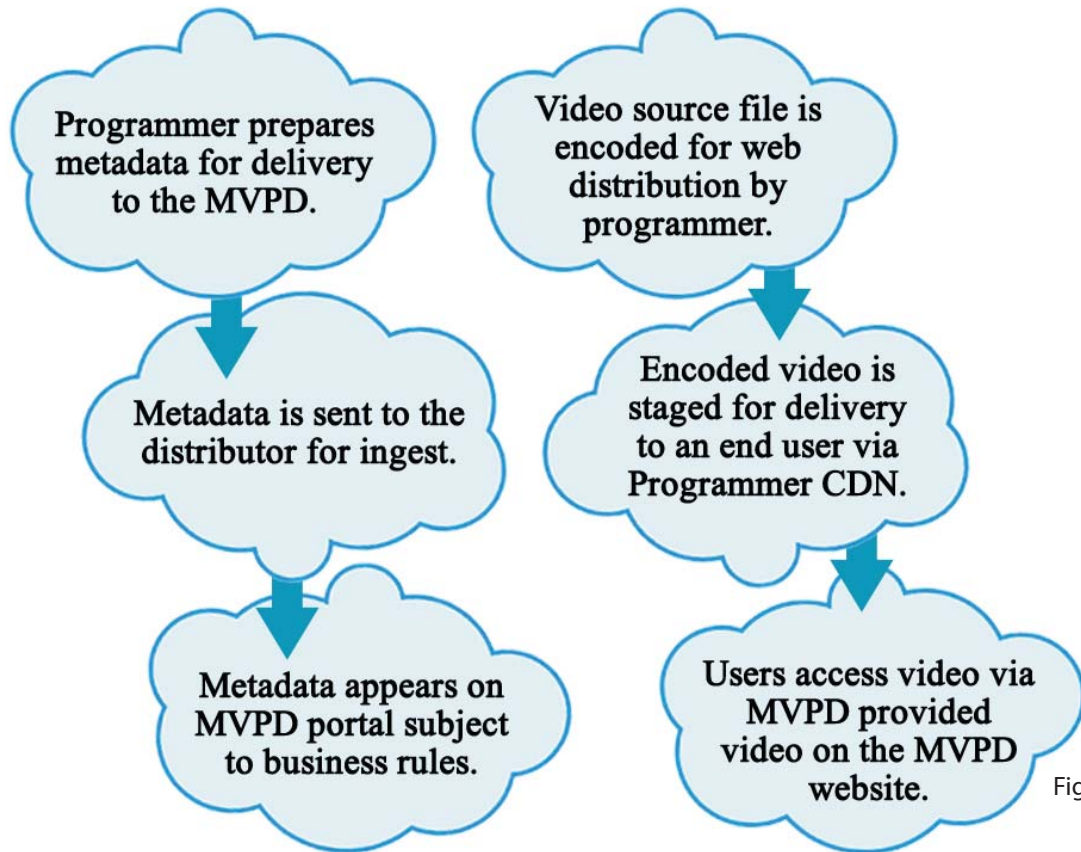 Programmer prepares
metadata for delivery
to the MVPD.
Metadata is sent to the
distributor for ingest.
Metadata appears on
MVPD portal subject
to business rules.
Video source file is
encoded for web
distribution by
programmer.
Encoded video is
staged for delivery
to an end user via
Programmer CDN.
Users access video via
MVPD provided
video on the MVPD
website.
Fig